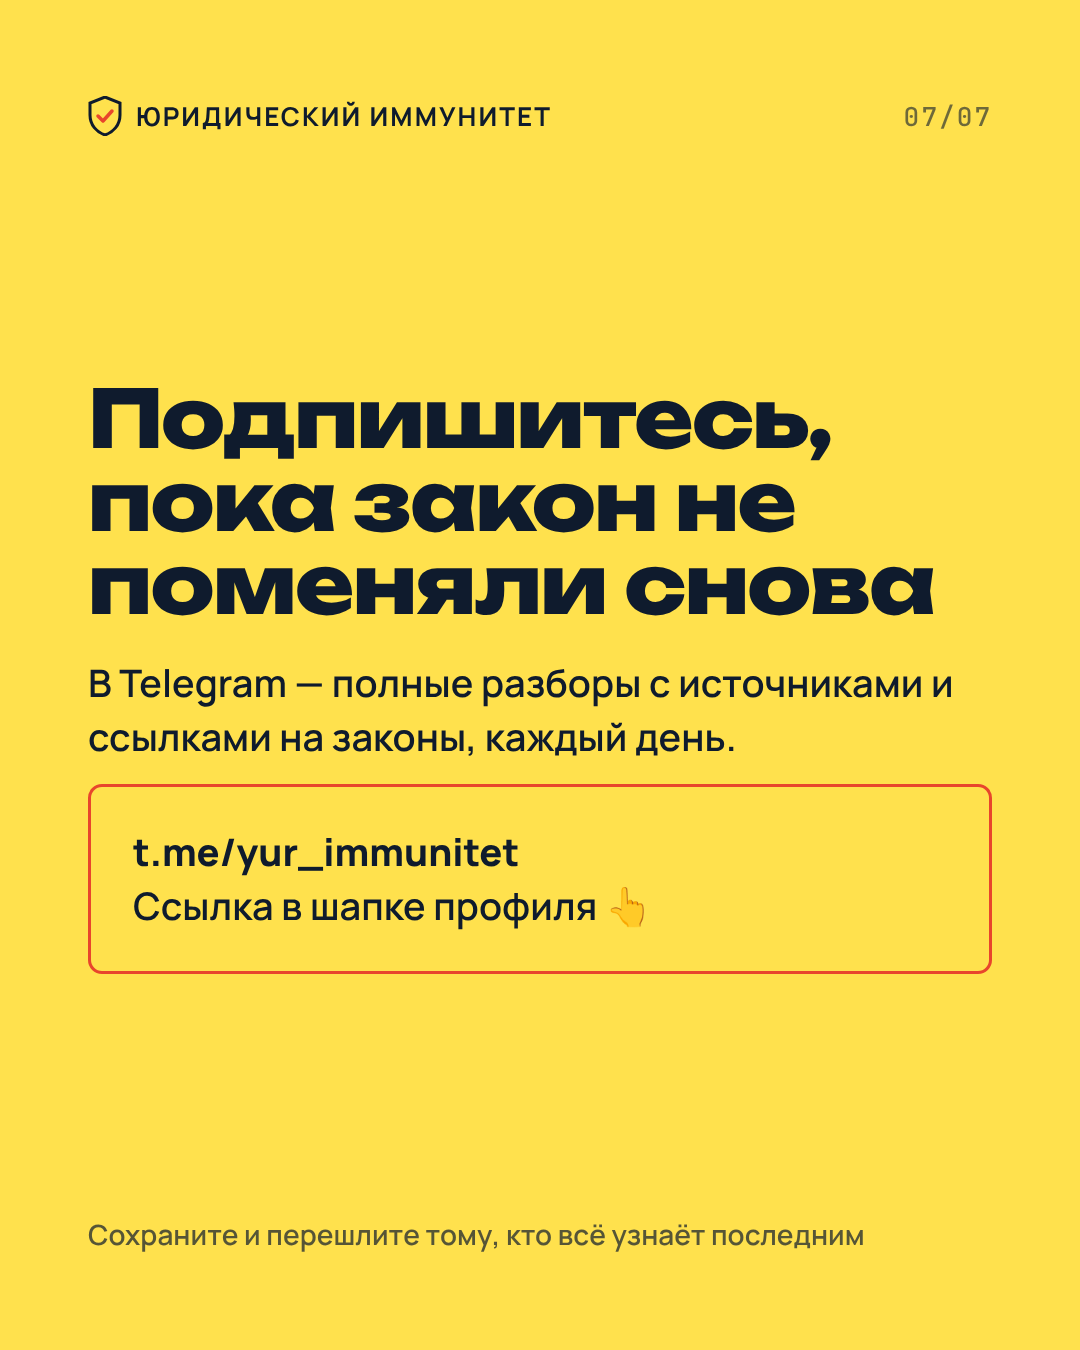 ЮРИДИЧЕСКИЙ ИММУНИТЕТ
07/07
Подпишитесь,
пока закон не
поменяли снова
В Telegram — полные разборы с источниками и
ссылками на законы, каждый день.
t.me/yur_immunitet
Ссылка в шапке профиля 👆
Сохраните и перешлите тому, кто всё узнаёт последним